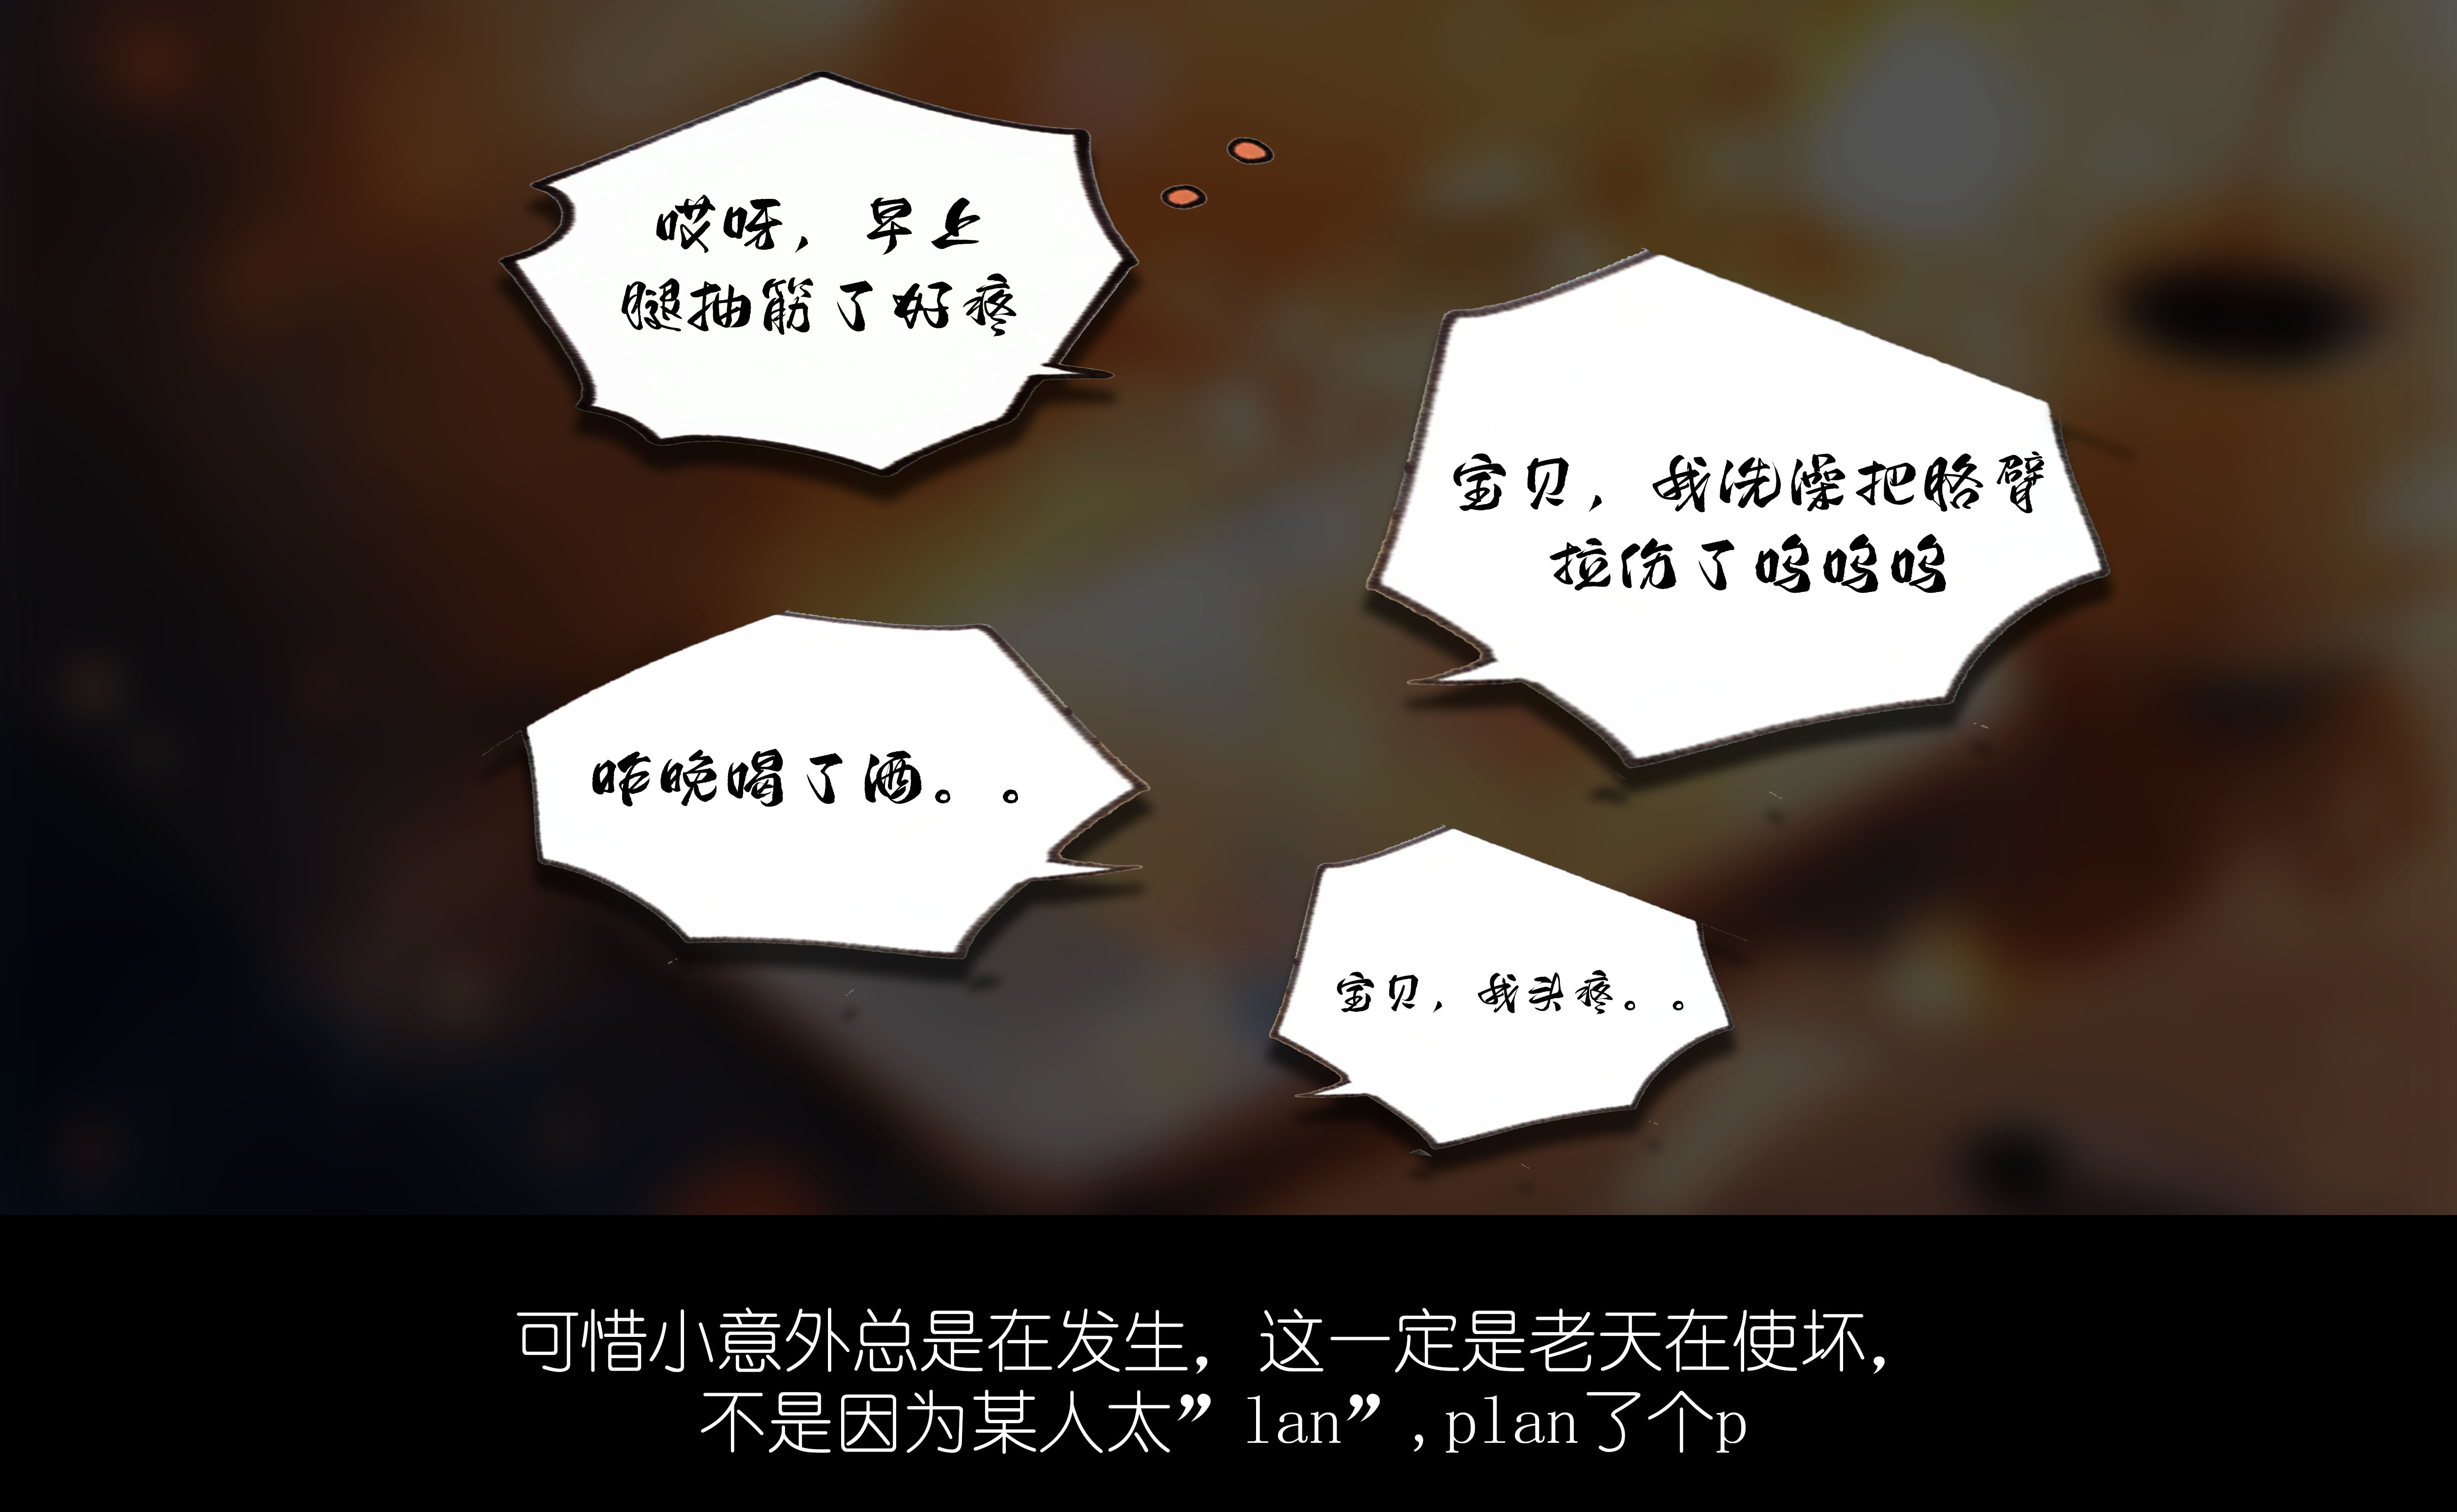 哎呀，早上
腿抽筋了好疼
宝贝，我洗澡把胳臂
拉伤了呜呜呜
昨晚喝了酒。。
宝贝，我头疼。。
可惜小意外总是在发生，这一定是老天在使坏，
不是因为某人太” lan”,plan了个p